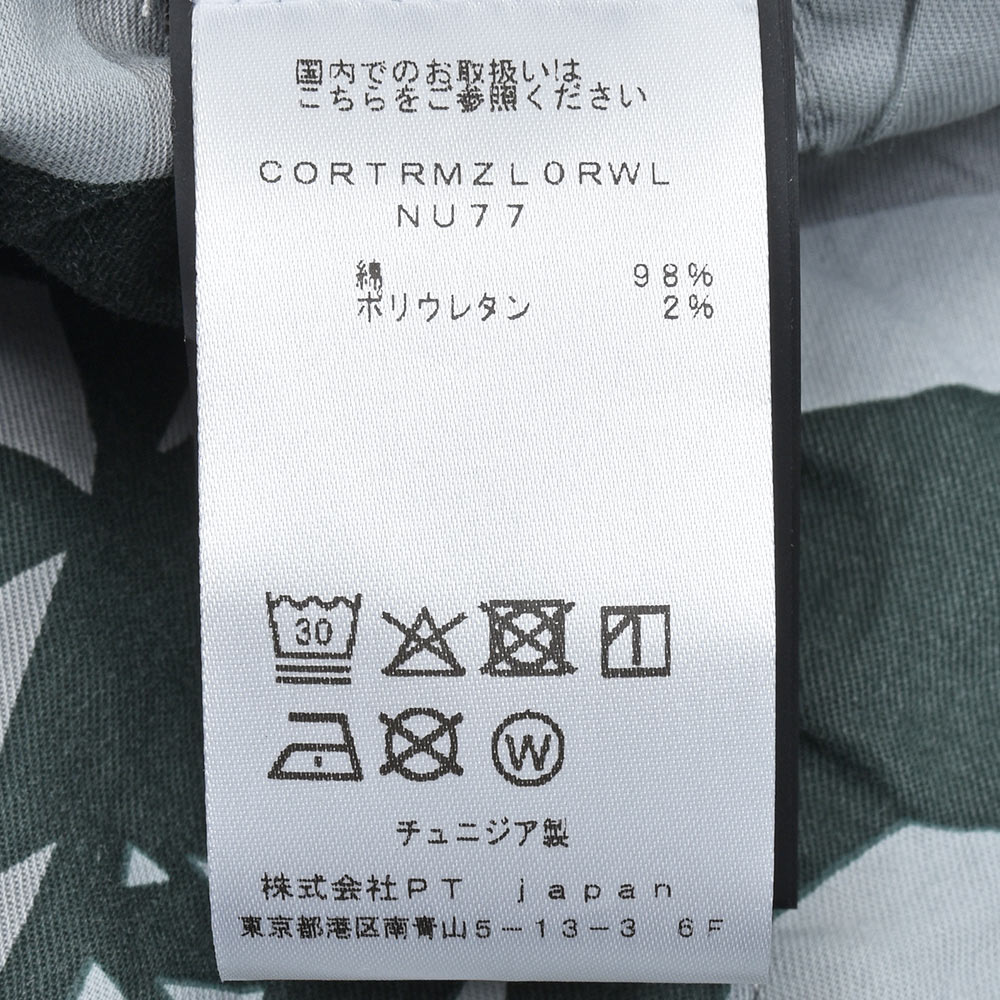 国内でのお取扱いは
こちらをご参照ください
CORTRMZL0RWL
NU77
綿 98%
ポリウレタン 2%
30
W
チュニジア製
株式会社PT japan
東京都港区南青山5-13-3 6F